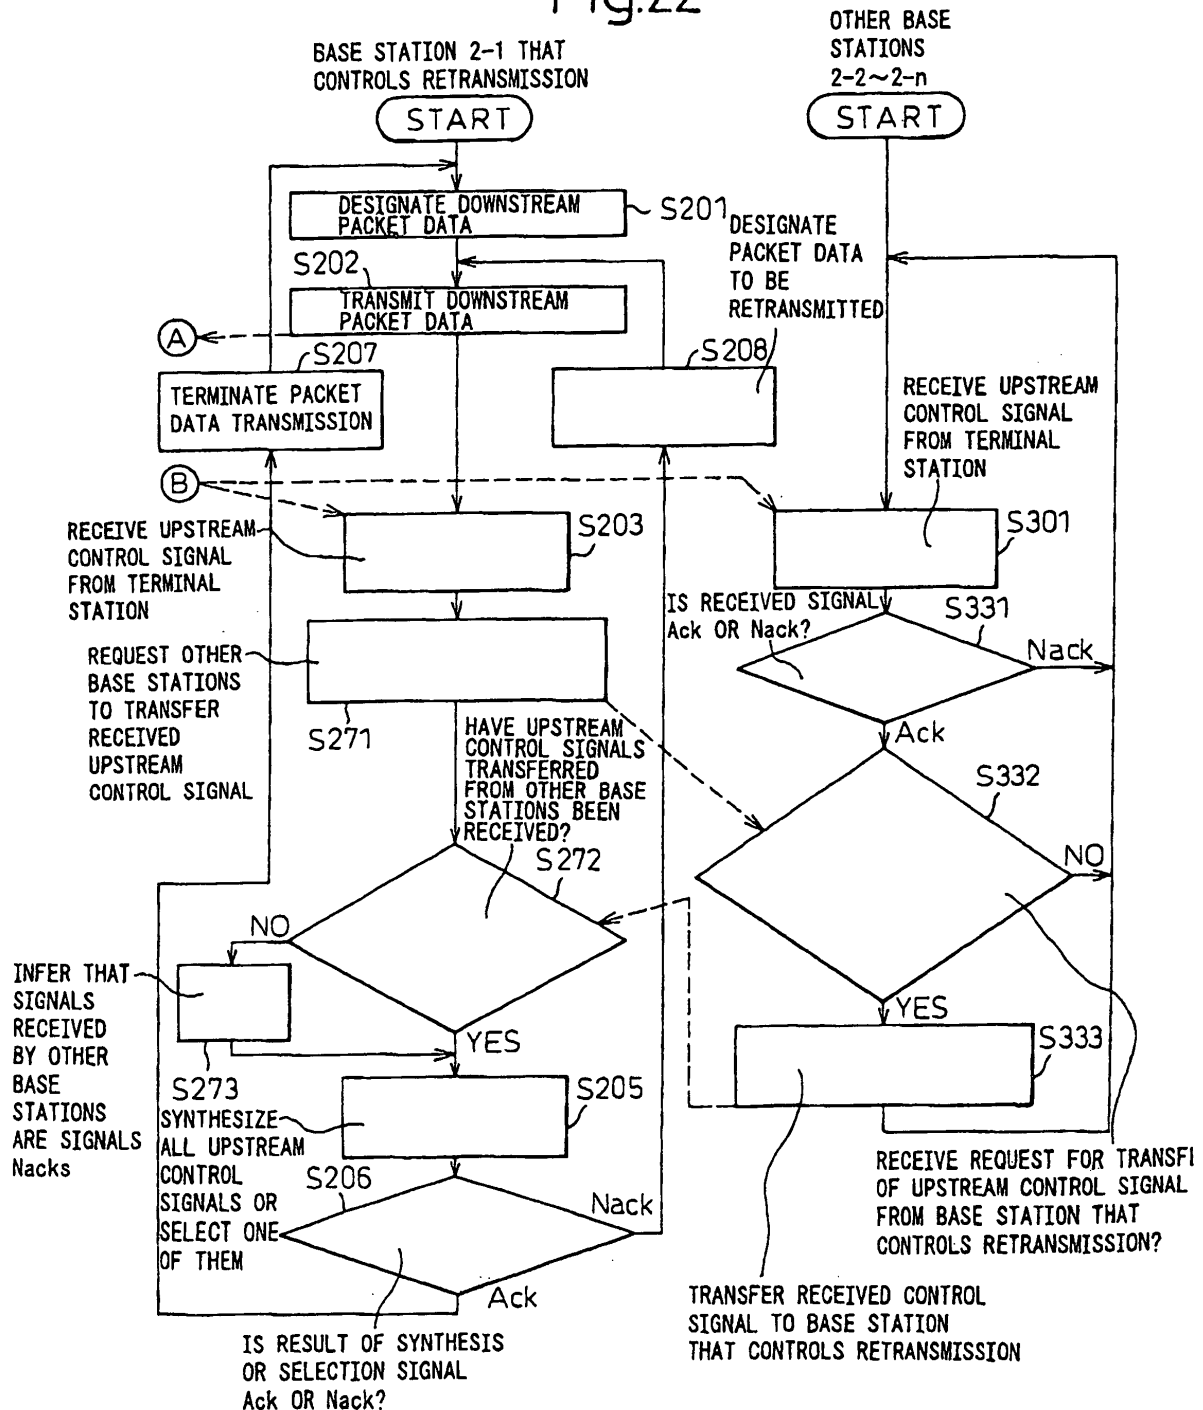 Fig.22
BASE STATION 2-1 THAT
CONTROLS RETRANSMISSION
START
OTHER BASE
STATIONS
2-2~2-n
START
DESIGNATE DOWNSTREAM
PACKET DATA
S201
S202
TRANSMIT DOWNSTREAM
PACKET DATA
A
S207
TERMINATE PACKET
DATA TRANSMISSION
DESIGNATE
PACKET DATA
TO BE
RETRANSMITTED
S208
RECEIVE UPSTREAM
CONTROL SIGNAL
FROM TERMINAL
STATION
B
S203
RECEIVE UPSTREAM
CONTROL SIGNAL
FROM TERMINAL
STATION
S301
IS RECEIVED SIGNAL
Ack OR Nack?
S331
Nack
Ack
REQUEST OTHER
BASE STATIONS
TO TRANSFER
RECEIVED
UPSTREAM
CONTROL SIGNAL
S271
HAVE UPSTREAM
CONTROL SIGNALS
TRANSFERRED
FROM OTHER BASE
STATIONS BEEN
RECEIVED?
S272
S332
NO
YES
NO
YES
INFER THAT
SIGNALS
RECEIVED
BY OTHER
BASE
STATIONS
ARE SIGNALS
Nacks
S273
S333
SYNTHESIZE
ALL UPSTREAM
CONTROL
SIGNALS OR
SELECT ONE
OF THEM
S205
S206
Nack
Ack
IS RESULT OF SYNTHESIS
OR SELECTION SIGNAL
Ack OR Nack?
RECEIVE REQUEST FOR
OF UPSTREAM CONTROL SIGNAL
FROM BASE STATION THAT
CONTROLS RETRANSMISSION?
TRANSFER RECEIVED CONTROL
SIGNAL TO BASE STATION
THAT CONTROLS RETRANSMISSION